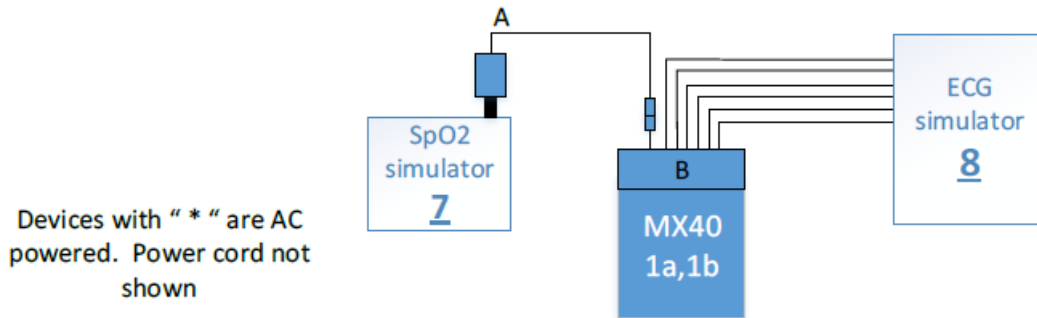 A
SpO2
simulator
7
ECG
simulator
8
B
MX40
1a,1b
Devices with “ * “ are AC
powered. Power cord not
shown